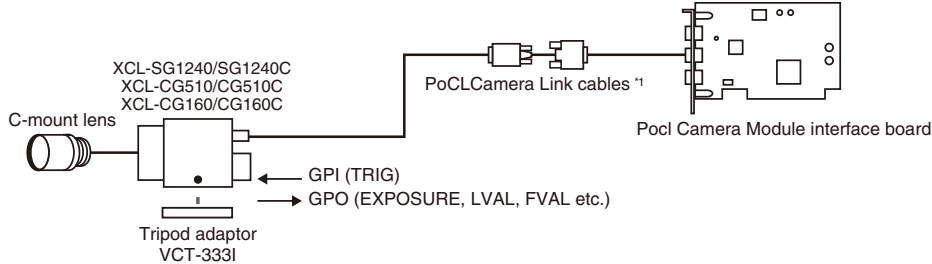 XCL-SG1240/SG1240C
XCL-CG510/CG510C
XCL-CG160/CG160C
C-mount lens
PoCLCamera Link cables *1
Pocl Camera Module interface board
GPI (TRIG)
GPO (EXPOSURE, LVAL, FVAL etc.)
Tripod adaptor
VCT-333I